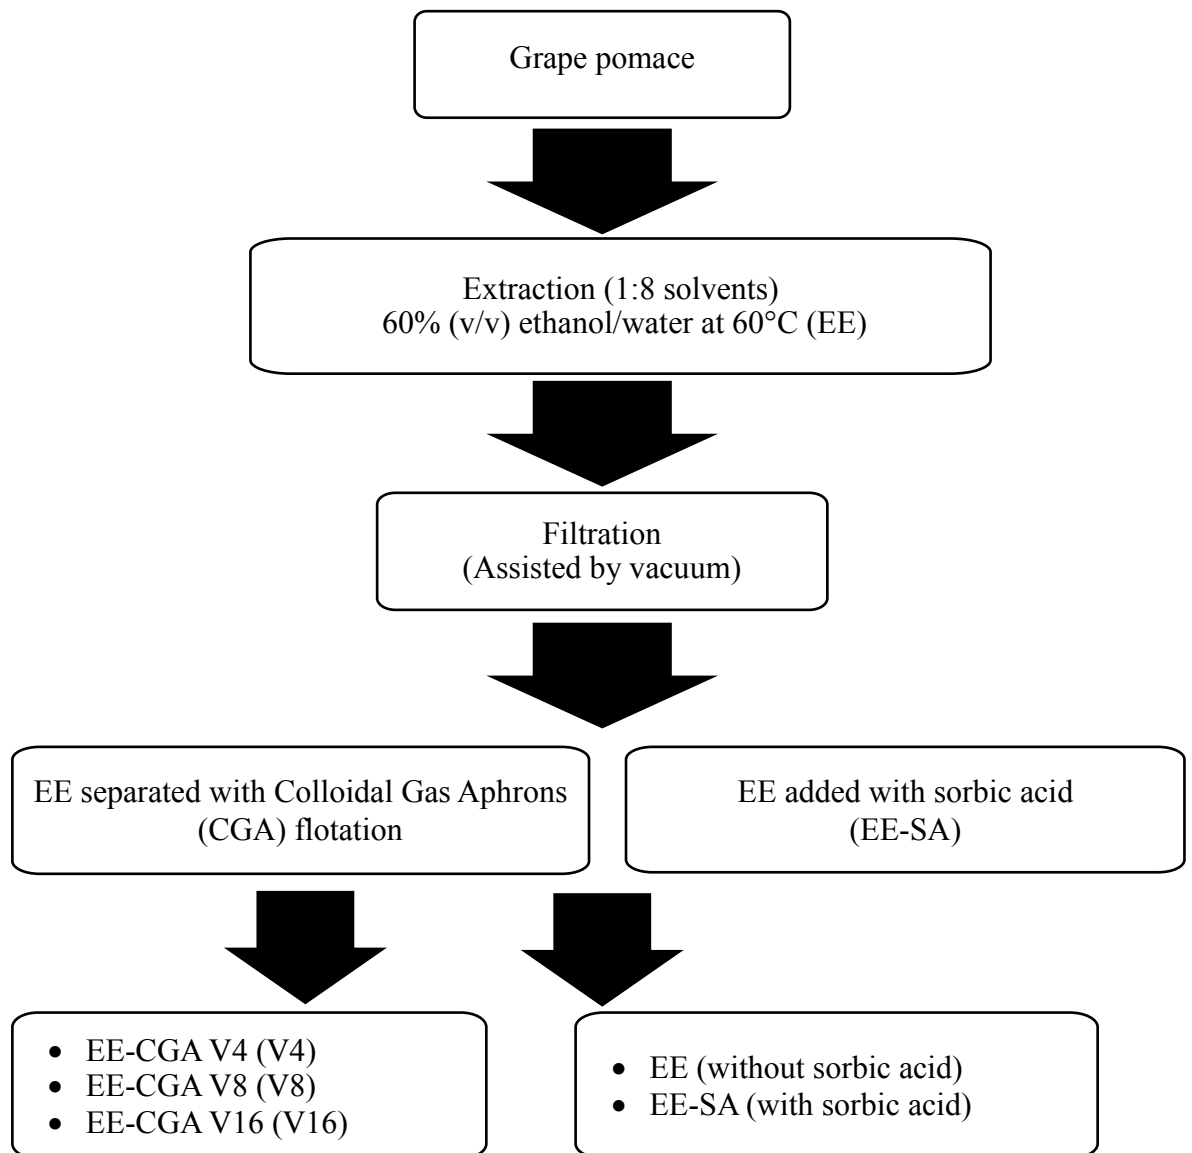 Grape pomace
Extraction (1:8 solvents)
60% (v/v) ethanol/water at 60°C (EE)
Filtration
(Assisted by vacuum)
EE separated with Colloidal Gas Aphrons
(CGA) flotation
EE added with sorbic acid
(EE-SA)
• EE-CGA V4 (V4)
• EE-CGA V8 (V8)
• EE-CGA V16 (V16)
• EE (without sorbic acid)
• EE-SA (with sorbic acid)